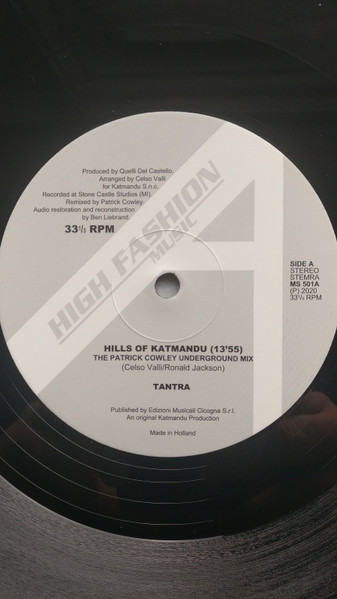 Produced by Quelli Del Castello.
Arranged by Celso Valli
for Katmandu S.n.c.
Recorded at Stone Castle Studios (MI).
Remixed by Patrick Cowley.
Audio restoration and reconstruction
by Ben Liebrand.
33⅓ RPM
HIGH FASHION
MUSIC
SIDE A
STEREO
STEMRA
MS 501A
(P) 2020
33⅓ RPM
HILLS OF KATMANDU (13'55)
THE PATRICK COWLEY UNDERGROUND MIX
(Celso Valli/Ronald Jackson)
TANTRA
Published by Edizioni Musicali Cicogna S.r.l.
An original Katmandu Production
Made in Holland